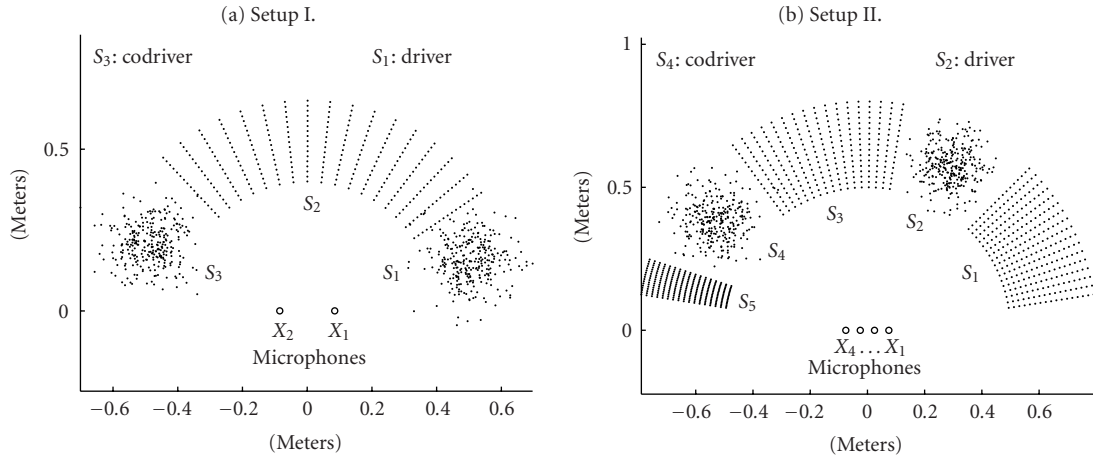 (a) Setup I.
S3: codriver
S1: driver
0.5
0
(Meters)
S2
S3
S1
X2
X1
Microphones
−0.6 −0.4 −0.2 0 0.2 0.4 0.6
(Meters)
(b) Setup II.
1
S4: codriver
S2: driver
0.5
0
(Meters)
S3
S2
S4
S1
S5
X4 . . . X1
Microphones
−0.6 −0.4 −0.2 0 0.2 0.4 0.6
(Meters)